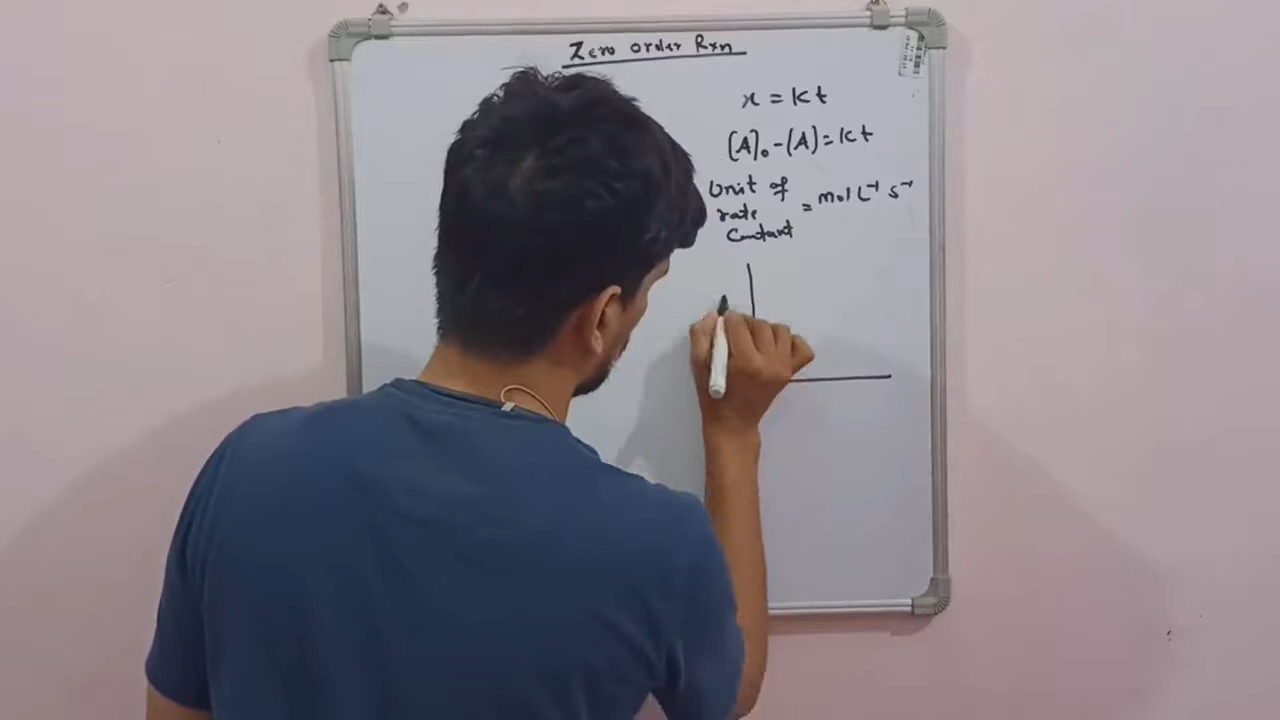 Zero order Rxn
x = kt
[A]₀ - [A] = kt
Unit of
rate = mol L⁻¹ s⁻¹
Constant